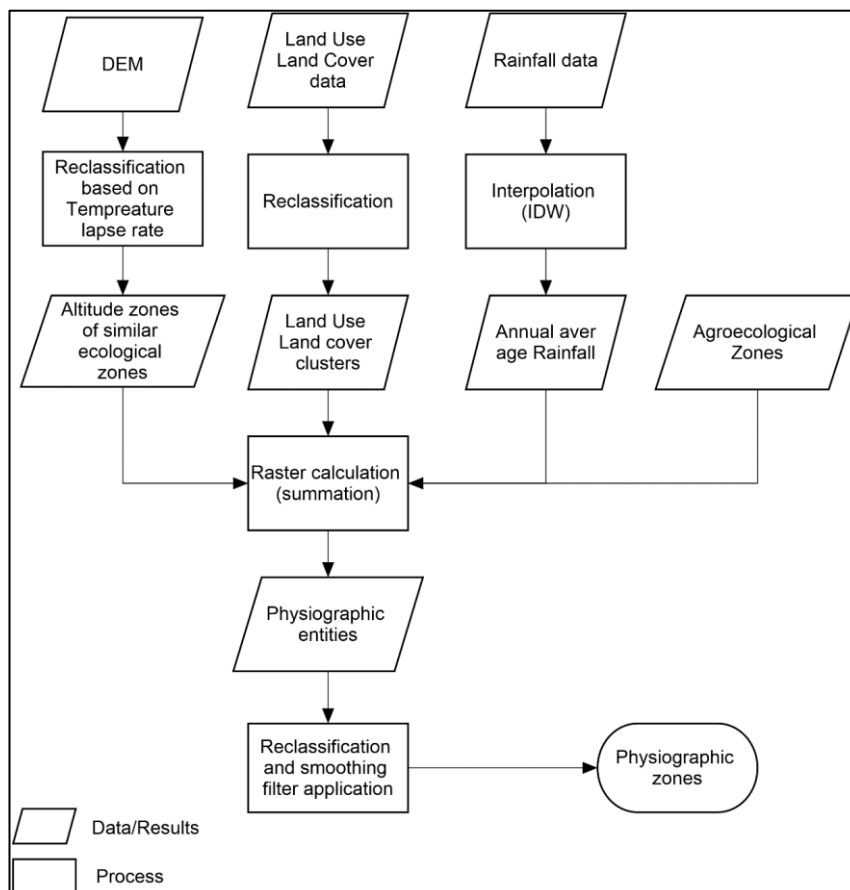 DEM
Land Use
Land Cover
data
Rainfall data
Reclassification
based on
Tempreature
lapse rate
Reclassification
Interpolation
(IDW)
Altitude zones
of similar
ecological
zones
Land Use
Land cover
clusters
Annual aver
age Rainfall
Agroecological
Zones
Raster calculation
(summation)
Physiographic
entities
Reclassification
and smoothing
filter application
Physiographic
zones
Data/Results
Process